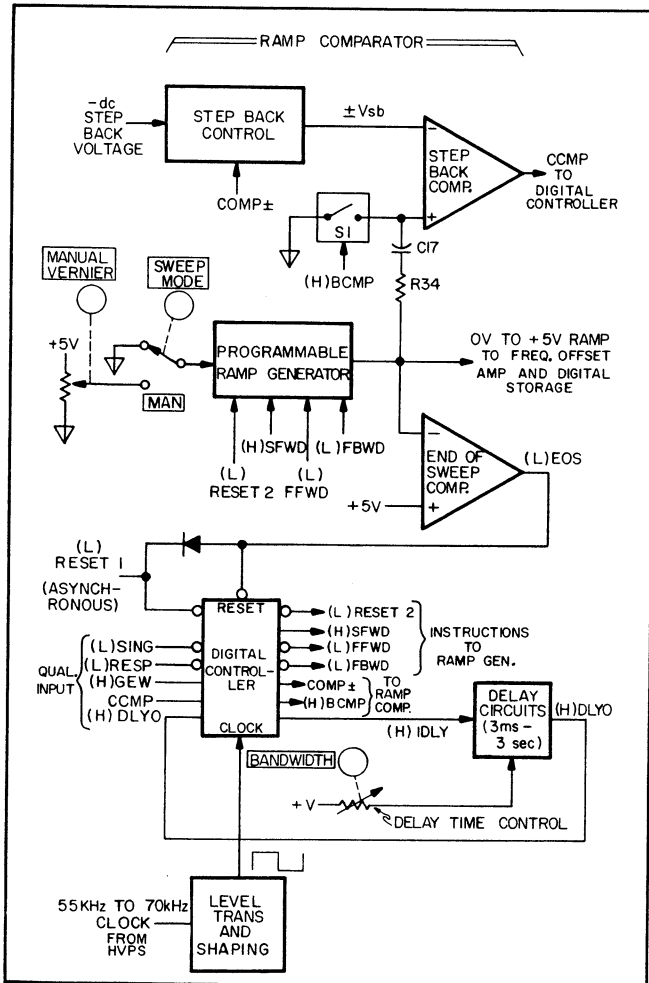 RAMP COMPARATOR
-dc
STEP
BACK
VOLTAGE
STEP BACK
CONTROL
±Vsb
COMP±
-
STEP
BACK
COMP.
+
CCMP
TO
DIGITAL
CONTROLLER
S1
(H)BCMP
C17
R34
MANUAL
VERNIER
SWEEP
MODE
+5V
MAN
PROGRAMMABLE
RAMP GENERATOR
OV TO +5V RAMP
TO FREQ. OFFSET
AMP AND DIGITAL
STORAGE
(H)SFWD
(L)FBWD
(L)
RESET 2
(L)
FFWD
-
END OF
SWEEP
COMP.
+
+5V
(L)EOS
(L)
RESET 1
(ASYNCH-
RONOUS)
RESET
DIGITAL
CONTROL-
LER
CLOCK
(L)RESET 2
(H)SFWD
(L)FFWD
(L)FBWD
INSTRUCTIONS
TO
RAMP GEN.
QUAL.
INPUT
(L)SING
(L)RESP
(H)GEW
CCMP
(H)DLYO
COMP±
(H)BCMP
TO
RAMP
COMP.
(H)IDLY
DELAY
CIRCUITS
(3ms-
3 sec)
(H)DLYO
BANDWIDTH
+V
DELAY TIME CONTROL
55KHz TO 70kHz
CLOCK
FROM
HVPS
LEVEL
TRANS
AND
SHAPING